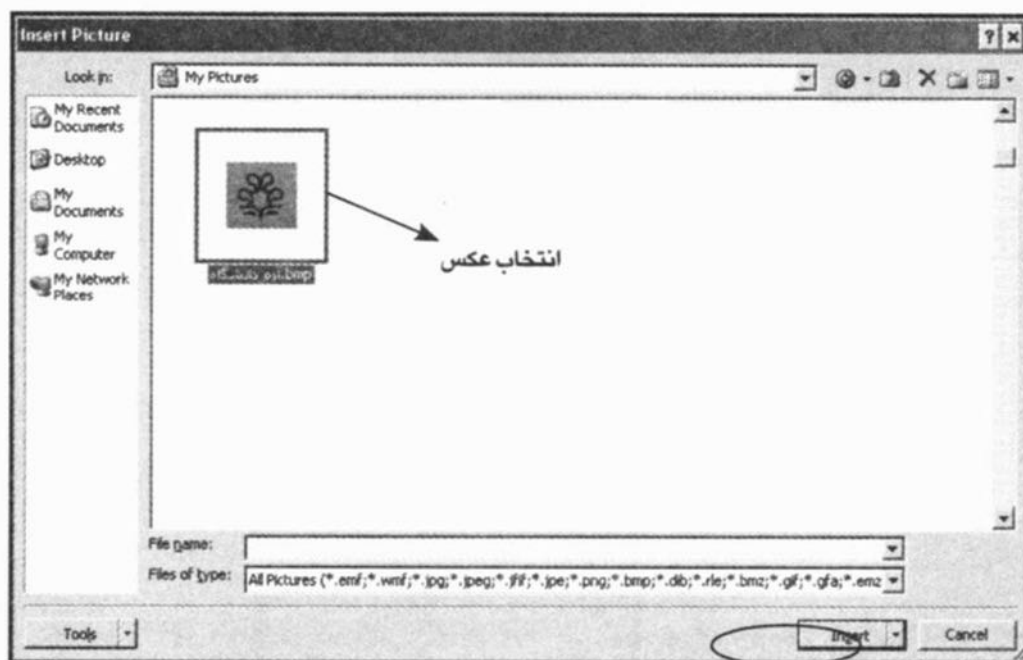 Insert Picture
Look in:
My Pictures
My Recent
Documents
Desktop
My
Documents
My
Computer
My Network
Places
انتخاب عکس
.bmp
File name:
Files of type:
All Pictures (*.emf;*.wmf;*.jpg;*.jpeg;*.jfif;*.jpe;*.png;*.bmp;*.dib;*.rle;*.bmz;*.gif;*.gfa;*.emz
Tools
Insert
Cancel